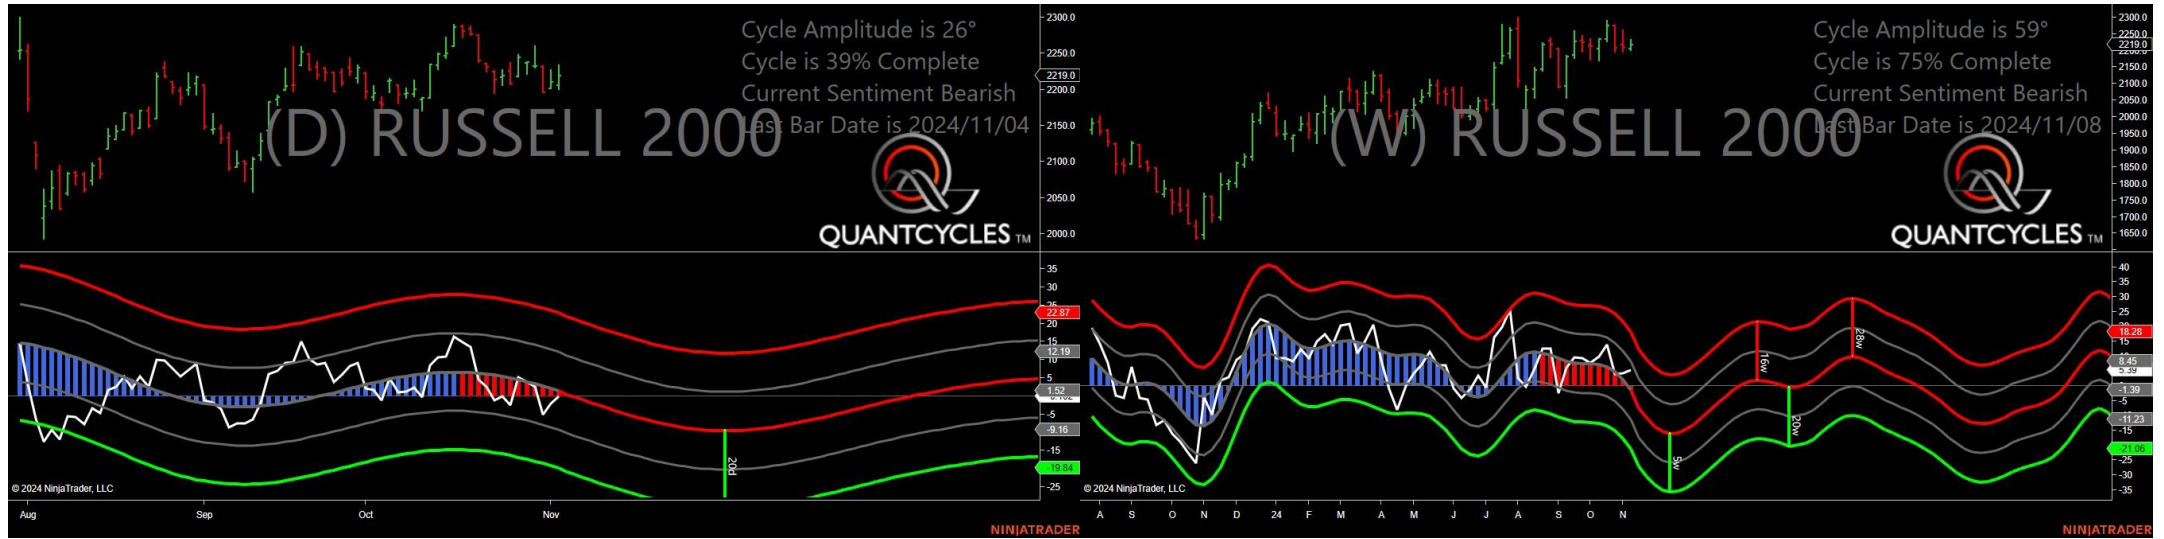 Cycle Amplitude is 26°
Cycle is 39% Complete
Current Sentiment Bearish
Last Bar Date is 2024/11/04
(D) RUSSELL 2000
QUANTCYCLES TM
2300.0
2250.0
2219.0
2200.0
2150.0
2100.0
2050.0
2000.0
35
30
22.87
20
15
12.19
10
5
1.52
-5
-9.16
-15
-19.84
-25
20d
© 2024 NinjaTrader, LLC
Aug
Sep
Oct
Nov
NINJATRADER
Cycle Amplitude is 59°
Cycle is 75% Complete
Current Sentiment Bearish
Last Bar Date is 2024/11/08
(W) RUSSELL 2000
QUANTCYCLES TM
2300.0
2250.0
2219.0
2150.0
2100.0
2050.0
2000.0
1950.0
1900.0
1850.0
1800.0
1750.0
1700.0
1650.0
40
35
30
25
18.28
15
8.45
5.39
-1.39
-5
-11.23
-15
-21.06
-25
-30
-35
5w
16w
20w
28w
© 2024 NinjaTrader, LLC
A S O N D 24 F M A M J J A S O N
NINJATRADER